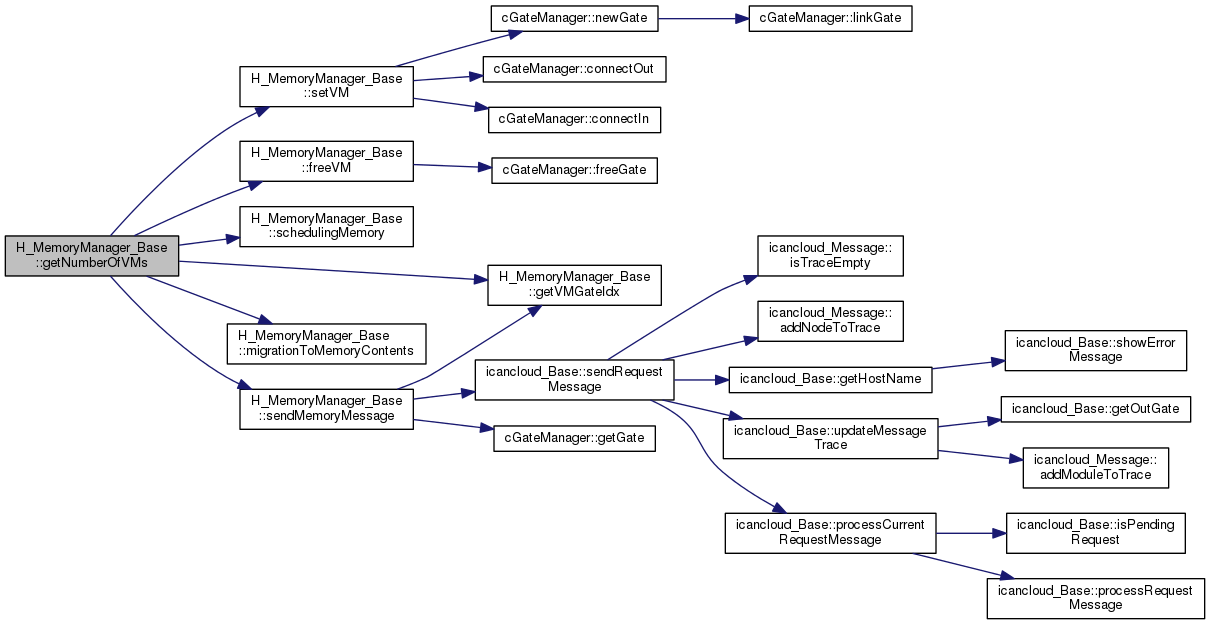 H_MemoryManager_Base
::getNumberOfVMs
H_MemoryManager_Base
::setVM
H_MemoryManager_Base
::freeVM
H_MemoryManager_Base
::schedulingMemory
H_MemoryManager_Base
::migrationToMemoryContents
H_MemoryManager_Base
::sendMemoryMessage
cGateManager::newGate
cGateManager::connectOut
cGateManager::connectIn
cGateManager::freeGate
H_MemoryManager_Base
::getVMGateIdx
icancloud_Base::sendRequest
Message
cGateManager::getGate
cGateManager::linkGate
icancloud_Message::
isTraceEmpty
icancloud_Message::
addNodeToTrace
icancloud_Base::getHostName
icancloud_Base::updateMessage
Trace
icancloud_Base::processCurrent
RequestMessage
icancloud_Base::showError
Message
icancloud_Base::getOutGate
icancloud_Message::
addModuleToTrace
icancloud_Base::isPending
Request
icancloud_Base::processRequest
Message